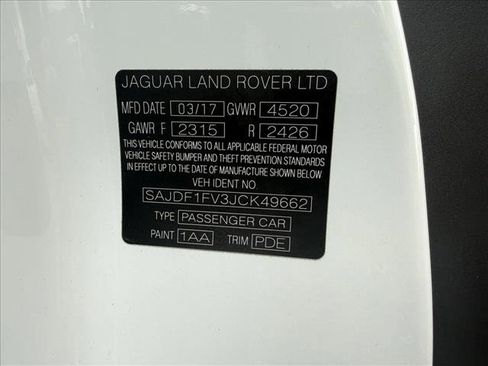 JAGUAR LAND ROVER LTD
MFD DATE 03/17 GVWR 4520
GAWR F 2315 R 2426
THIS VEHICLE CONFORMS TO ALL APPLICABLE FEDERAL MOTOR
VEHICLE SAFETY BUMPER AND THEFT PREVENTION STANDARDS
IN EFFECT UP TO THE DATE OF MANUFACTURE SHOWN BELOW
VEH IDENT NO
SAJDF1FV3JCK49662
TYPE PASSENGER CAR
PAINT 1AA TRIM PDE